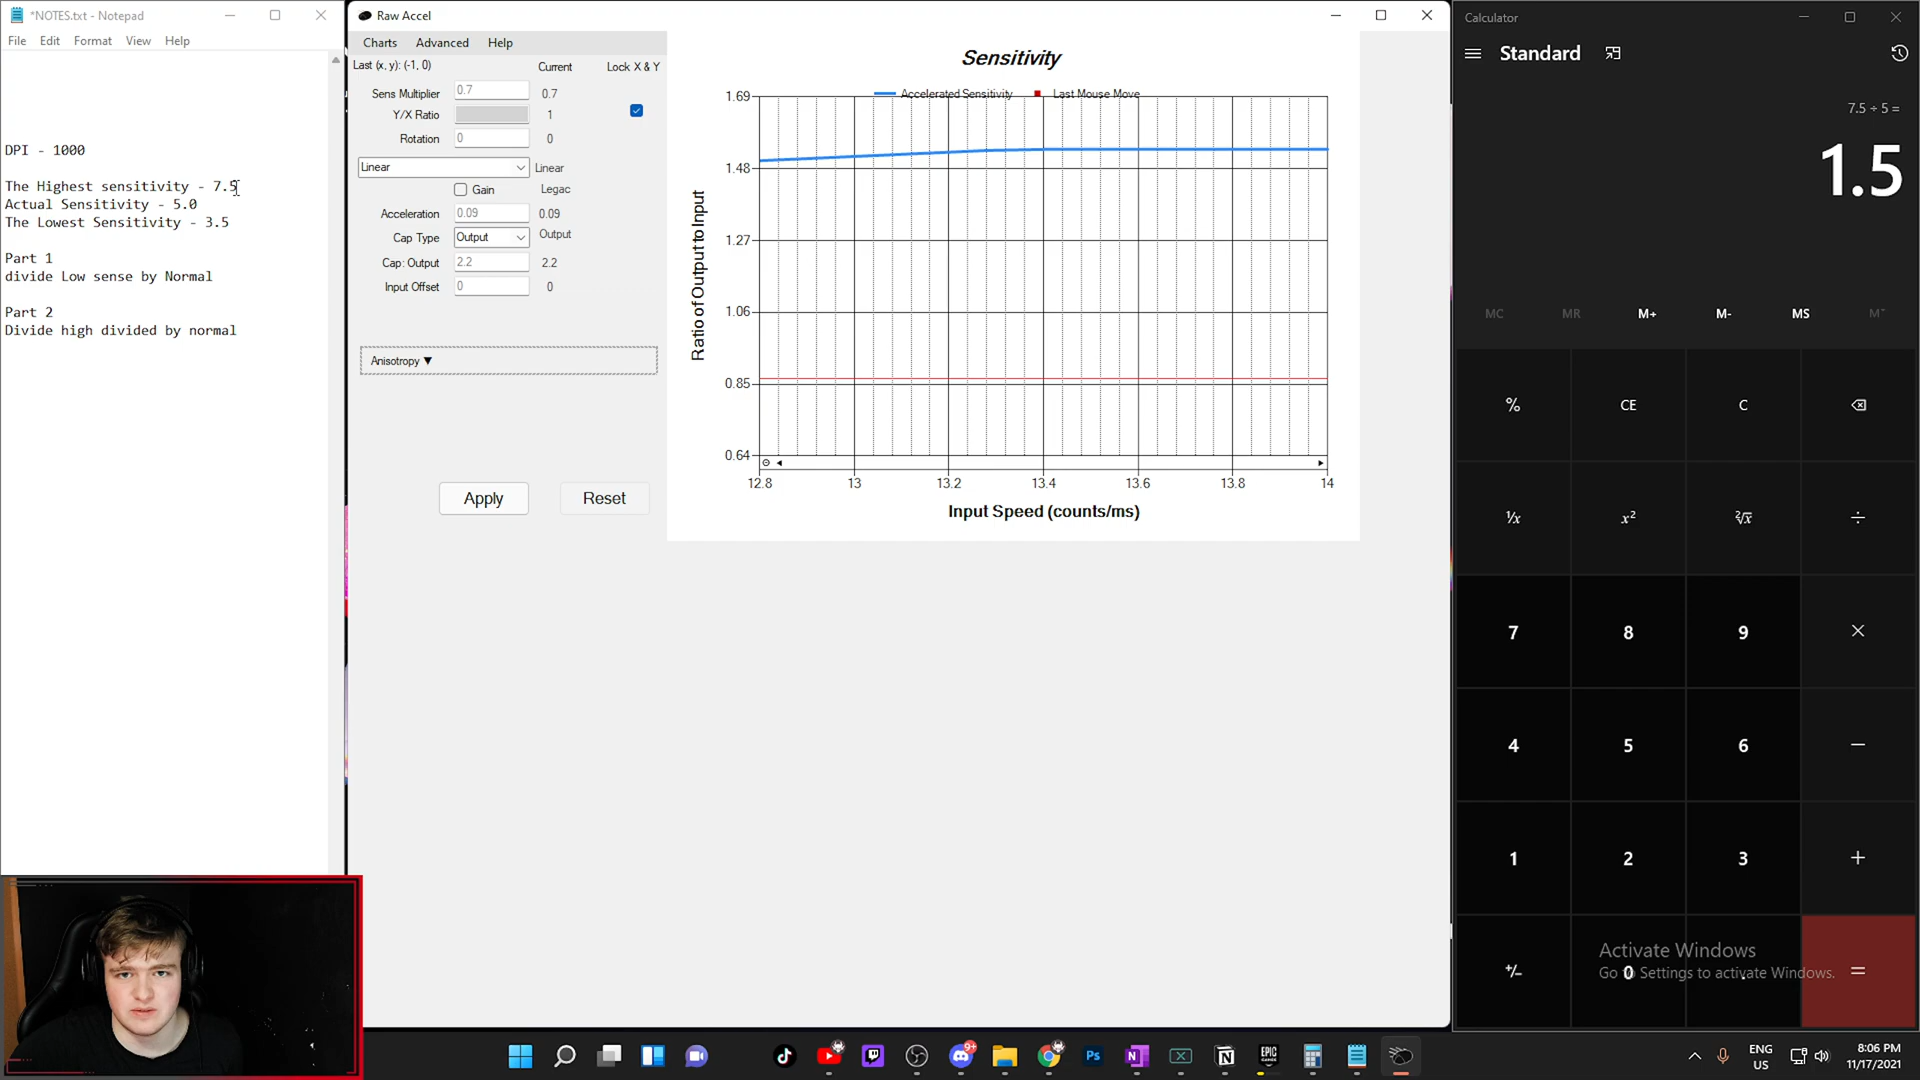 *NOTES.txt - Notepad
File Edit Format View Help
DPI - 1000
The Highest sensitivity - 7.5
Actual Sensitivity - 5.0
The Lowest Sensitivity - 3.5
Part 1
divide Low sense by Normal
Part 2
Divide high divided by normal
Raw Accel
Charts Advanced Help
Last (x, y): (-1, 0)
Current
Lock X & Y
Sens Multiplier 0.7 0.7
Y/X Ratio 1
Rotation 0 0
Linear Linear
Gain Legac
Acceleration 0.09 0.09
Cap Type Output Output
Cap: Output 2.2 2.2
Input Offset 0 0
Anisotropy ▼
Apply Reset
Sensitivity
Accelerated Sensitivity Last Mouse Move
Ratio of Output to Input
1.69
1.48
1.27
1.06
0.85
0.64
12.8 13 13.2 13.4 13.6 13.8 14
Input Speed (counts/ms)
Calculator
Standard
7.5 ÷ 5 =
1.5
MC MR M+ M- MS M˅
% CE C
⅟x x² ²√x ÷
7 8 9 ×
4 5 6 −
1 2 3 +
+/− 0 . =
Activate Windows
Go to Settings to activate Windows.
9+
Ps
N
N
EPIC GAMES
ENG
US
8:06 PM
11/17/2021